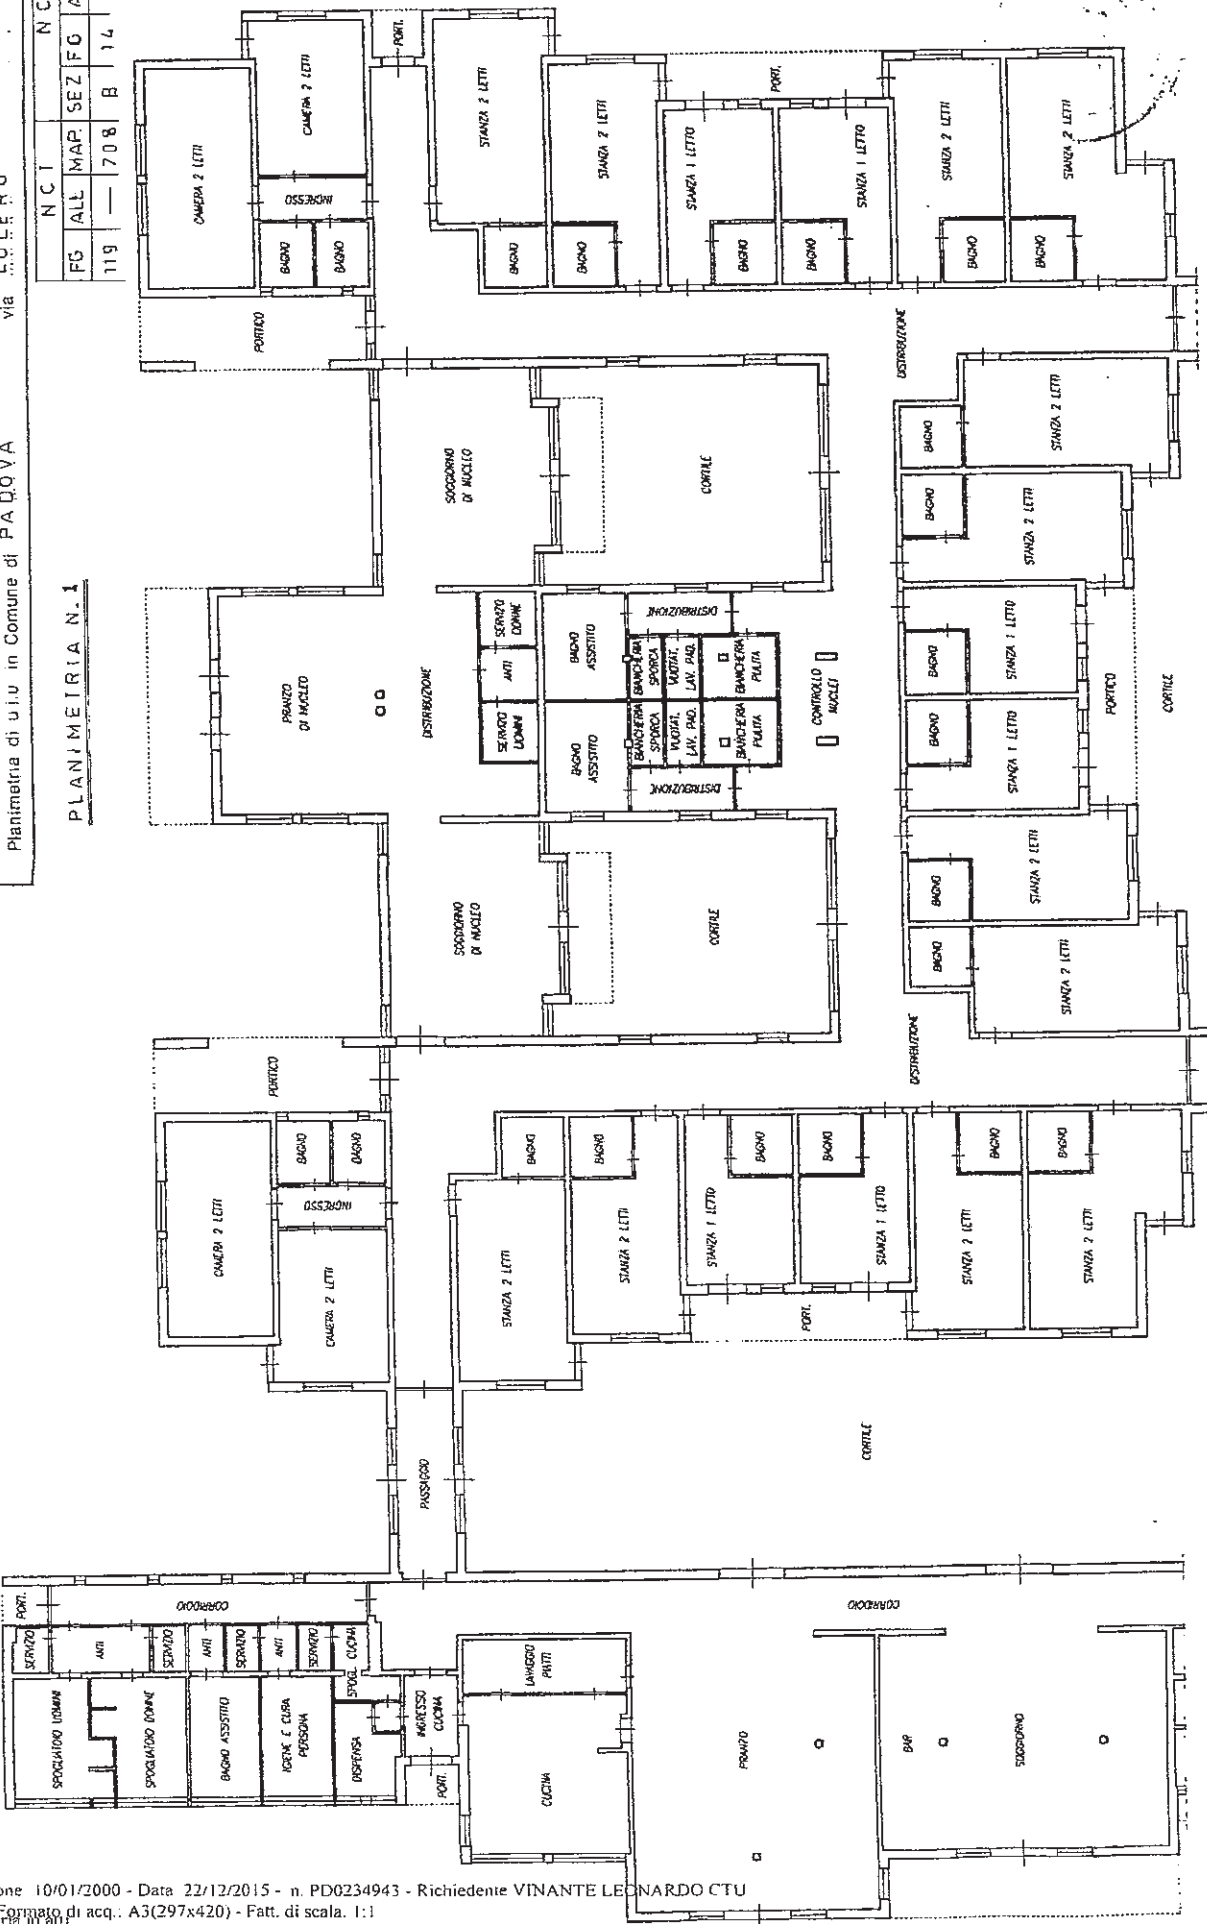 Planimetria di u.i.u in Comune di PADOVA via
PLANIMETRIA N. 1
N C T
N C
FG ALL MAP. SEZ FG
119 — 708 B 14
CAMERA 2 LETTI
CAMERA 2 LETTI
INGRESSO
BAGNO
BAGNO
PORTICO
PORT.
STANZA 2 LETTI
BAGNO
STANZA 2 LETTI
BAGNO
STANZA 1 LETTO
BAGNO
PORT.
STANZA 1 LETTO
BAGNO
STANZA 2 LETTI
BAGNO
STANZA 2 LETTI
BAGNO
DISTRIBUZIONE
SOGGIORNO
DI NUCLEO
CORTILE
BAGNO
STANZA 2 LETTI
BAGNO
STANZA 2 LETTI
PRANZO
DI NUCLEO
DISTRIBUZIONE
SERVIZIO
DONNE
ANTI
SERVIZIO
UOMINI
BAGNO
ASSISTITO
BAGNO
ASSISTITO
DISTRIBUZIONE
BIANCHERIA
SPORCA
VUOTAT.
LAV. PAD.
BIANCHERIA
PULITA
BIANCHERIA
SPORCA
VUOTAT.
LAV. PAD.
BIANCHERIA
PULITA
DISTRIBUZIONE
CONTROLLO
NUCLEI
BAGNO
STANZA 1 LETTO
BAGNO
STANZA 1 LETTO
PORTICO
CORTILE
SOGGIORNO
DI NUCLEO
CORTILE
BAGNO
STANZA 2 LETTI
BAGNO
STANZA 2 LETTI
DISTRIBUZIONE
PORTICO
CAMERA 2 LETTI
BAGNO
BAGNO
INGRESSO
CAMERA 2 LETTI
BAGNO
STANZA 2 LETTI
BAGNO
STANZA 2 LETTI
BAGNO
STANZA 1 LETTO
BAGNO
STANZA 1 LETTO
PORT.
BAGNO
STANZA 2 LETTI
BAGNO
STANZA 2 LETTI
PASSAGGIO
CORTILE
PORT.
CORRIDOIO
SERVIZIO
ANTI
SERVIZIO
ANTI
SERVIZIO
ANTI
SERVIZIO
SPOGL. CUCINA
SPOGLIATOIO UOMINI
SPOGLIATOIO DONNE
BAGNO ASSISTITO
IGIENE E CURA
PERSONA
DISPENSA
INGRESSO
CUCINA
PORT.
LAVAGGIO
PIATTI
CUCINA
CORRIDOIO
PRANZO
BAR
SOGGIORNO
one 10/01/2000 - Data 22/12/2015 - n. PD0234943 - Richiedente VINANTE LEONARDO CTU
Formato di acq.: A3(297x420) - Fatt. di scala. 1:1